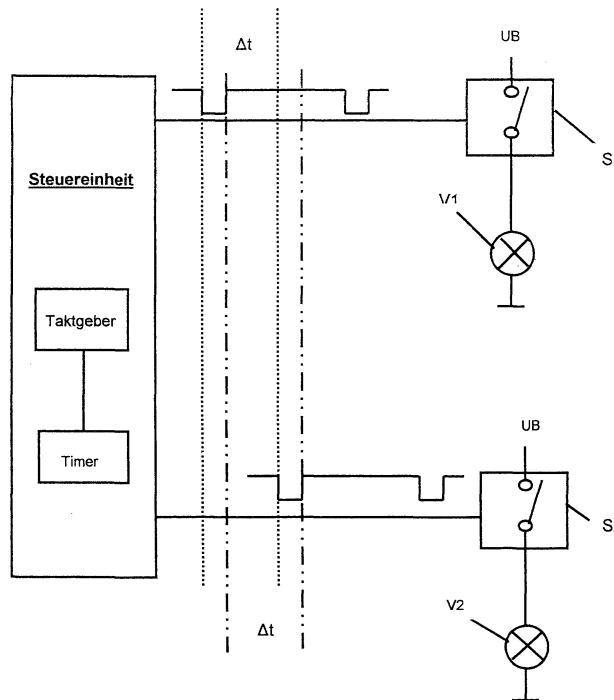 Δt
UB
S
Steuereinheit
V1
Taktgeber
UB
Timer
S
V2
Δt